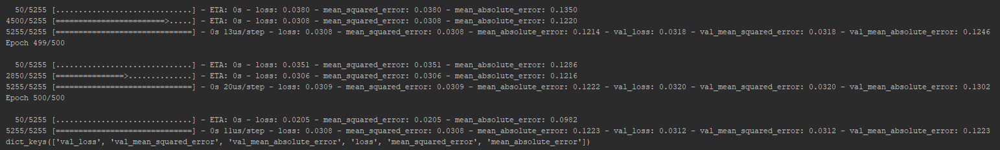 50/5255 [..............................] - ETA: 0s - loss: 0.0380 - mean_squared_error: 0.0380 - mean_absolute_error: 0.1350
4500/5255 [========================>.....] - ETA: 0s - loss: 0.0308 - mean_squared_error: 0.0308 - mean_absolute_error: 0.1220
5255/5255 [==============================] - 0s 13us/step - loss: 0.0308 - mean_squared_error: 0.0308 - mean_absolute_error: 0.1214 - val_loss: 0.0318 - val_mean_squared_error: 0.0318 - val_mean_absolute_error: 0.1246
Epoch 499/500
50/5255 [..............................] - ETA: 0s - loss: 0.0351 - mean_squared_error: 0.0351 - mean_absolute_error: 0.1286
2850/5255 [===============>..............] - ETA: 0s - loss: 0.0306 - mean_squared_error: 0.0306 - mean_absolute_error: 0.1216
5255/5255 [==============================] - 0s 20us/step - loss: 0.0309 - mean_squared_error: 0.0309 - mean_absolute_error: 0.1222 - val_loss: 0.0320 - val_mean_squared_error: 0.0320 - val_mean_absolute_error: 0.1302
Epoch 500/500
50/5255 [..............................] - ETA: 0s - loss: 0.0205 - mean_squared_error: 0.0205 - mean_absolute_error: 0.0982
5255/5255 [==============================] - 0s 11us/step - loss: 0.0308 - mean_squared_error: 0.0308 - mean_absolute_error: 0.1223 - val_loss: 0.0312 - val_mean_squared_error: 0.0312 - val_mean_absolute_error: 0.1223
dict_keys(['val_loss', 'val_mean_squared_error', 'val_mean_absolute_error', 'loss', 'mean_squared_error', 'mean_absolute_error'])